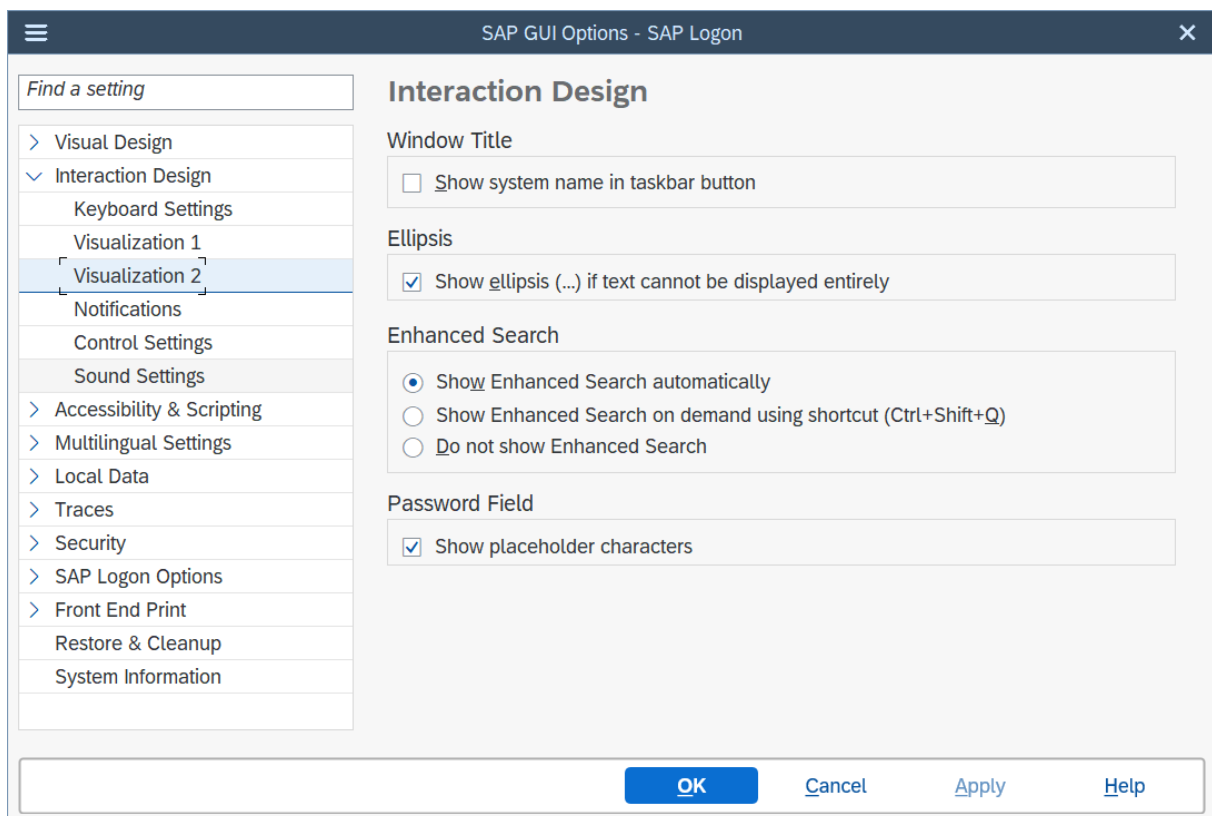 SAP GUI Options - SAP Logon
Find a setting
Visual Design
Interaction Design
Keyboard Settings
Visualization 1
Visualization 2
Notifications
Control Settings
Sound Settings
Accessibility & Scripting
Multilingual Settings
Local Data
Traces
Security
SAP Logon Options
Front End Print
Restore & Cleanup
System Information
Interaction Design
Window Title
Show system name in taskbar button
Ellipsis
Show ellipsis (...) if text cannot be displayed entirely
Enhanced Search
Show Enhanced Search automatically
Show Enhanced Search on demand using shortcut (Ctrl+Shift+Q)
Do not show Enhanced Search
Password Field
Show placeholder characters
OK Cancel Apply Help